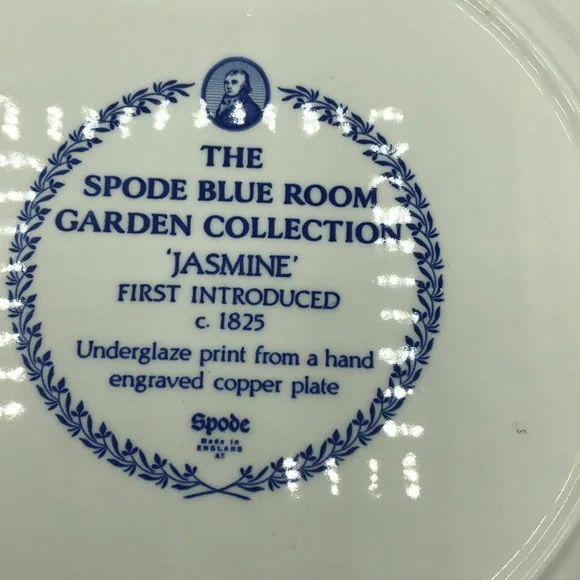 THE
SPODE BLUE ROOM
GARDEN COLLECTION
‘JASMINE’
FIRST INTRODUCED
c. 1825
Underglaze print from a hand
engraved copper plate
Spode
Made in
ENGLAND